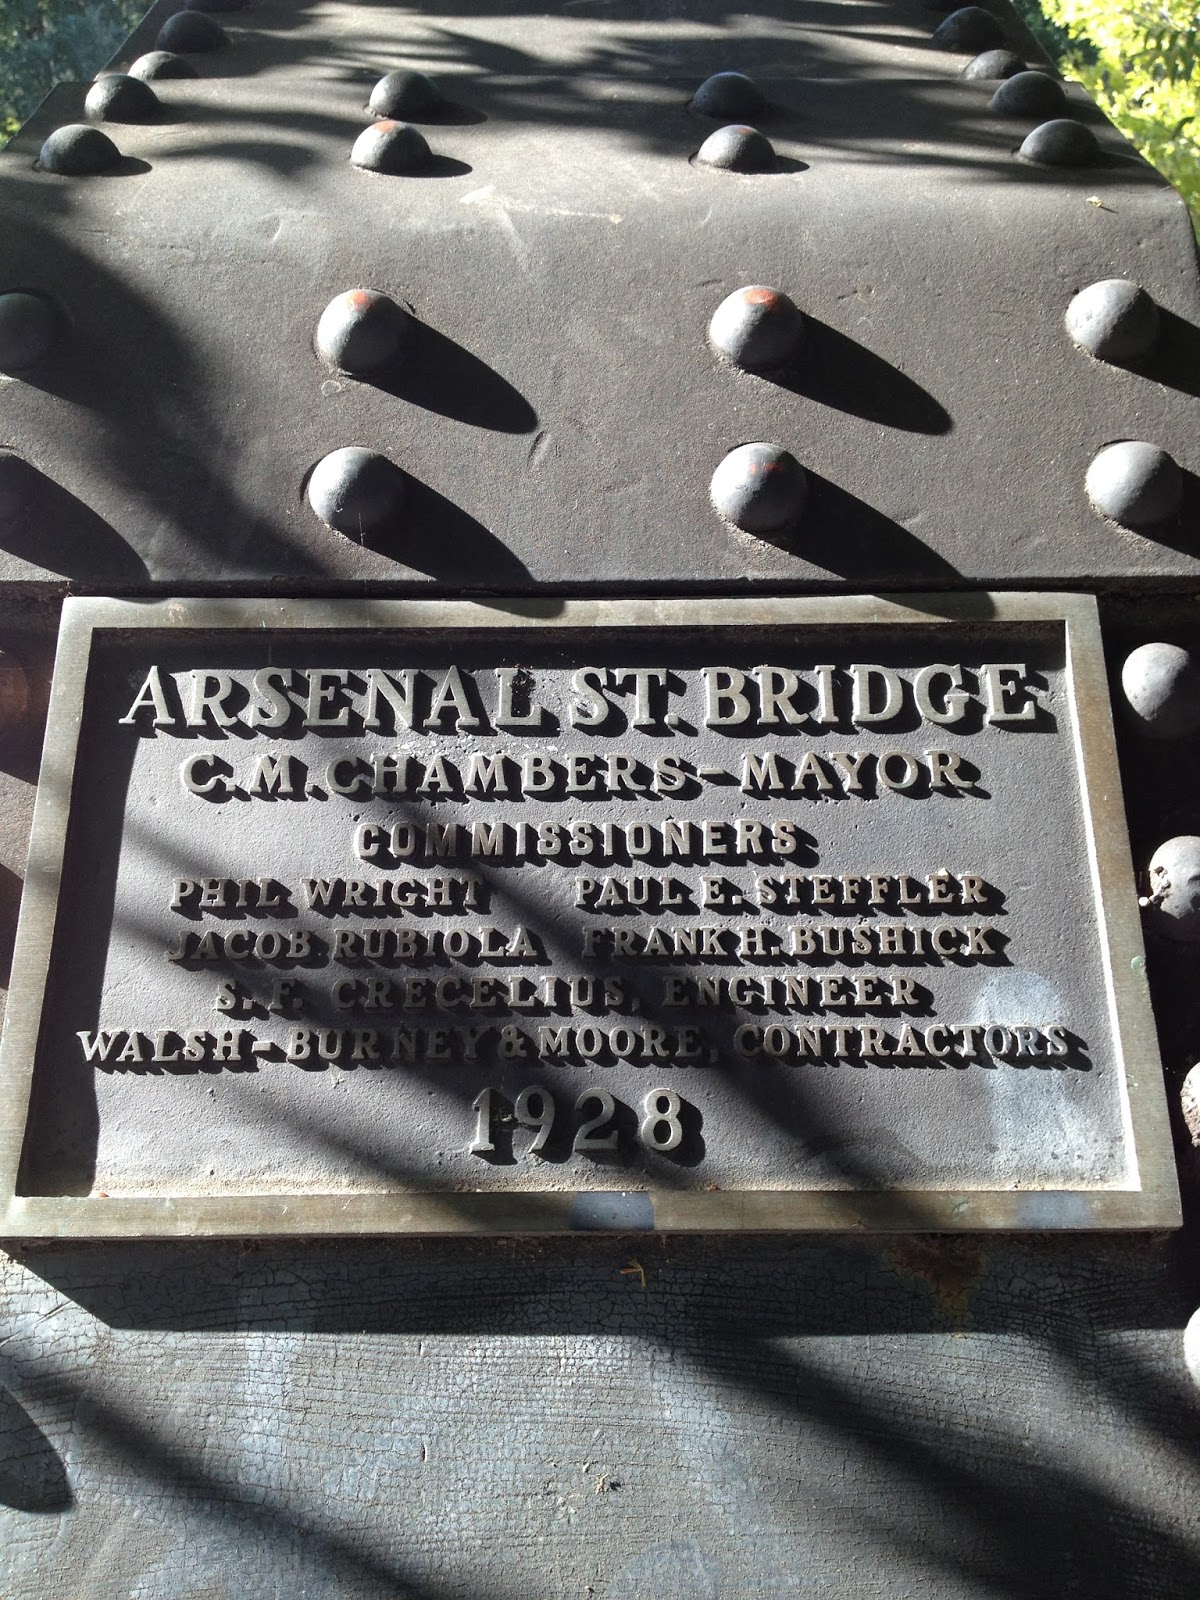 ARSENAL ST. BRIDGE
C.M. CHAMBERS-MAYOR
COMMISSIONERS
PHIL WRIGHT PAUL E. STEFFLER
JACOB RUBIOLA FRANK H. BUSHICK
S. F. CRECELIUS, ENGINEER
WALSH-BURNEY & MOORE, CONTRACTORS
1928